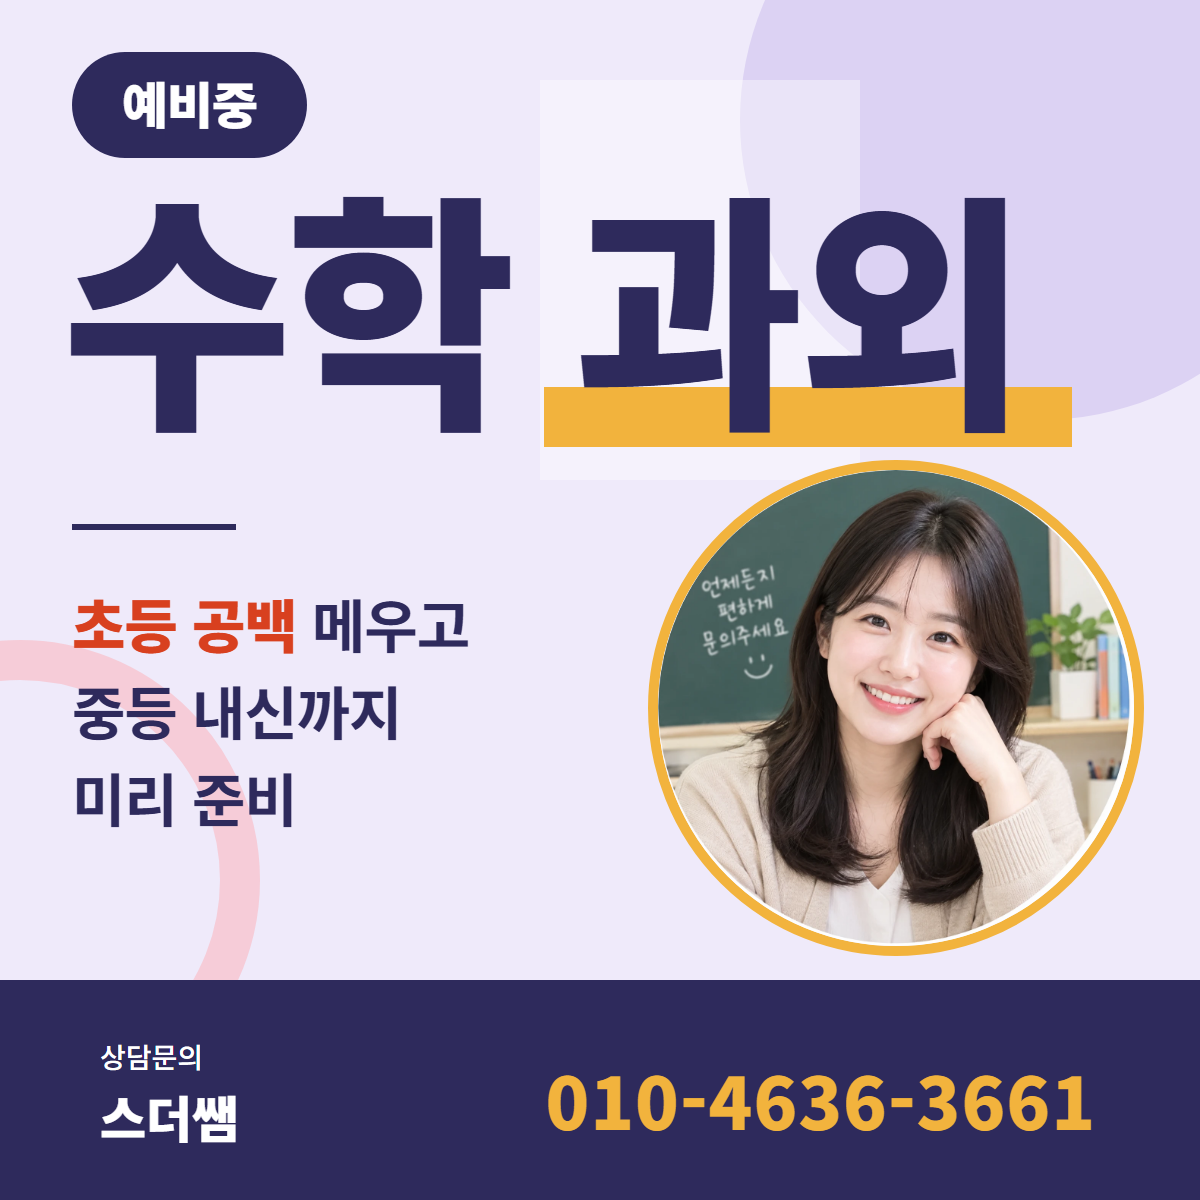 예비중
수학 과외
초등 공백 메우고
중등 내신까지
미리 준비
언제든지
편하게
문의주세요
상담문의
스더쌤
010-4636-3661